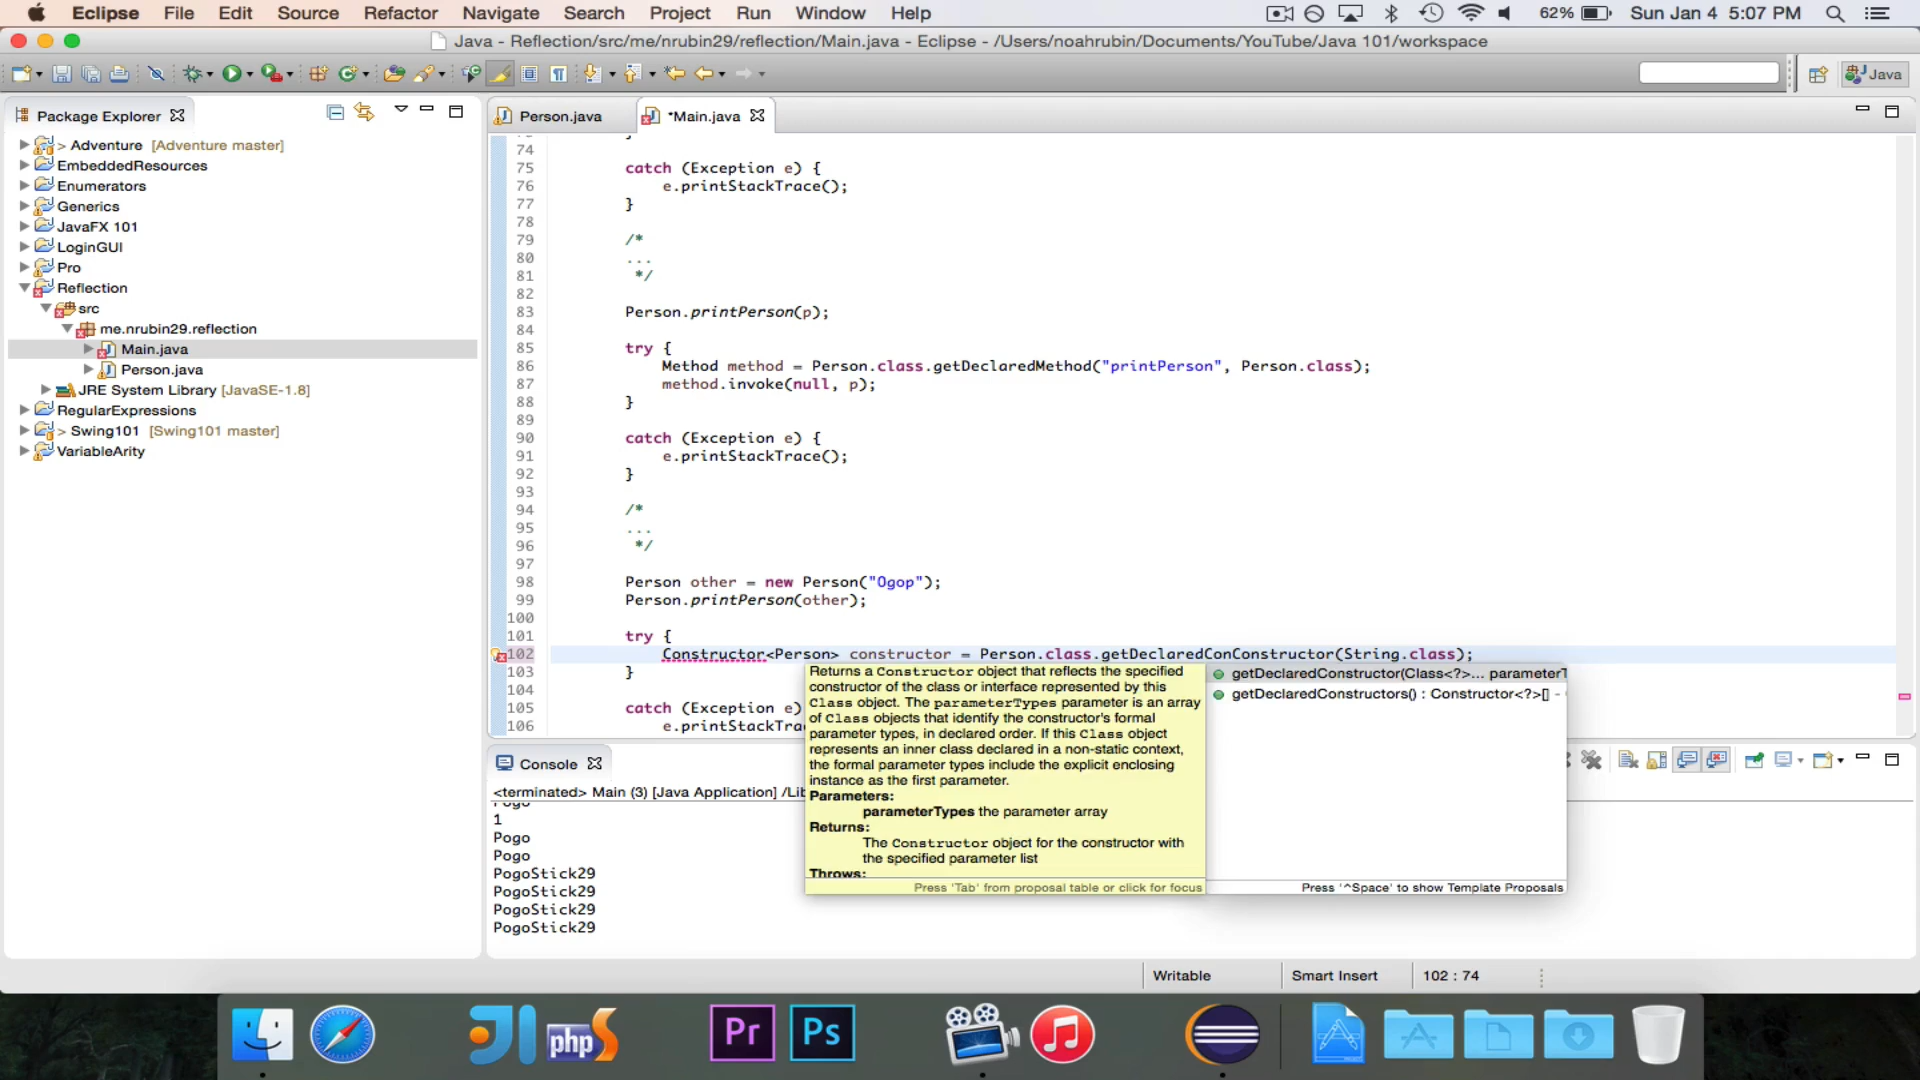 Eclipse File Edit Source Refactor Navigate Search Project Run Window Help 62% Sun Jan 4 5:07 PM
Java - Reflection/src/me/nrubin29/reflection/Main.java - Eclipse - /Users/noahrubin/Documents/YouTube/Java 101/workspace
Java
Package Explorer
> Adventure [Adventure master]
EmbeddedResources
Enumerators
Generics
JavaFX 101
LoginGUI
Pro
Reflection
src
me.nrubin29.reflection
Main.java
Person.java
JRE System Library [JavaSE-1.8]
RegularExpressions
> Swing101 [Swing101 master]
VariableArity
Person.java *Main.java
74
75 catch (Exception e) {
76 e.printStackTrace();
77 }
78
79 /*
80 ...
81 */
82
83 Person.printPerson(p);
84
85 try {
86 Method method = Person.class.getDeclaredMethod("printPerson", Person.class);
87 method.invoke(null, p);
88 }
89
90 catch (Exception e) {
91 e.printStackTrace();
92 }
93
94 /*
95 ...
96 */
97
98 Person other = new Person("Ogop");
99 Person.printPerson(other);
100
101 try {
102 Constructor<Person> constructor = Person.class.getDeclaredConConstructor(String.class);
103 }
104
105 catch (Exception e)
106 e.printStackTra
Returns a Constructor object that reflects the specified
constructor of the class or interface represented by this
Class object. The parameterTypes parameter is an array
of Class objects that identify the constructor's formal
parameter types, in declared order. If this Class object
represents an inner class declared in a non-static context,
the formal parameter types include the explicit enclosing
instance as the first parameter.
Parameters:
parameterTypes the parameter array
Returns:
The Constructor object for the constructor with
the specified parameter list
Throws:
Press 'Tab' from proposal table or click for focus
getDeclaredConstructor(Class<?>... parameterT
getDeclaredConstructors() : Constructor<?>[] -
Press '^Space' to show Template Proposals
Console
<terminated> Main (3) [Java Application] /Lib
Pogo
1
Pogo
Pogo
PogoStick29
PogoStick29
PogoStick29
PogoStick29
Writable Smart Insert 102 : 74
php Pr Ps